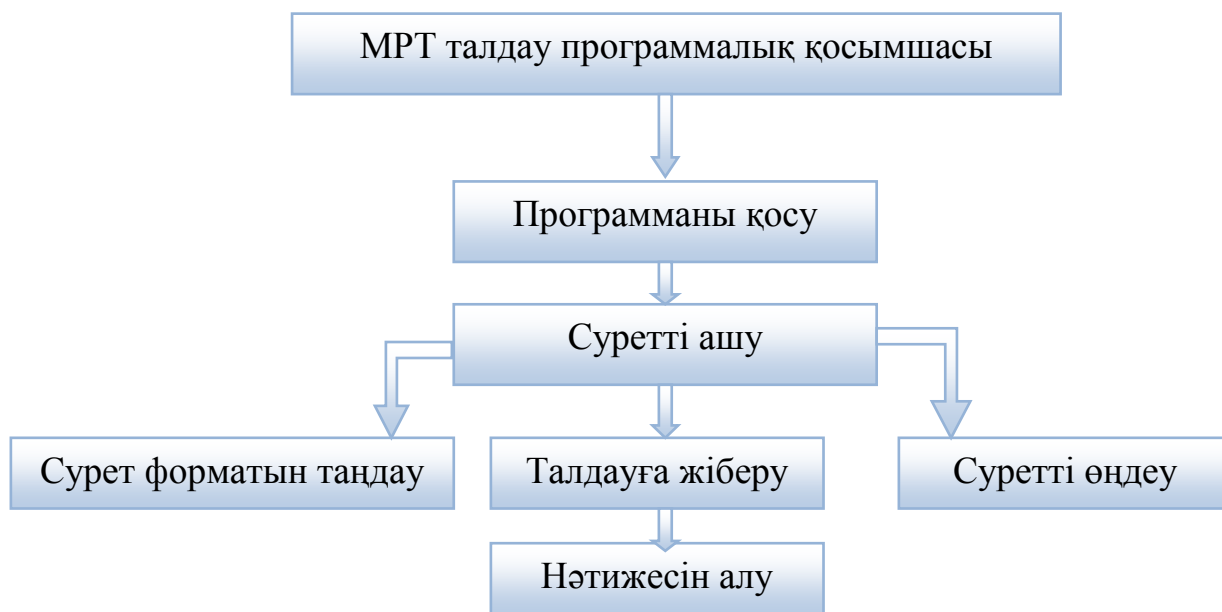 МРТ талдау программалық қосымшасы
Программаны қосу
Суретті ашу
Сурет форматын таңдау
Талдауға жіберу
Суретті өңдеу
Нәтижесін алу